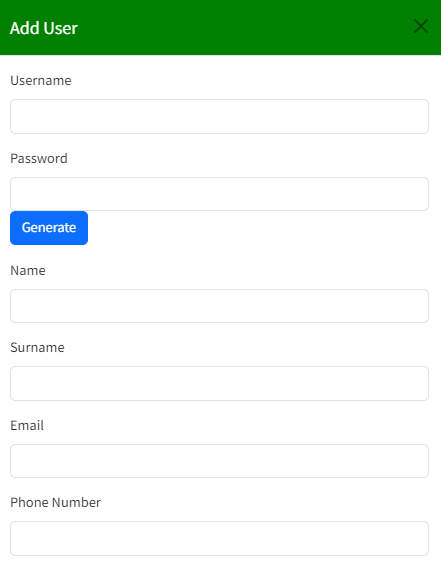 Add User
Username
Password
Generate
Name
Surname
Email
Phone Number